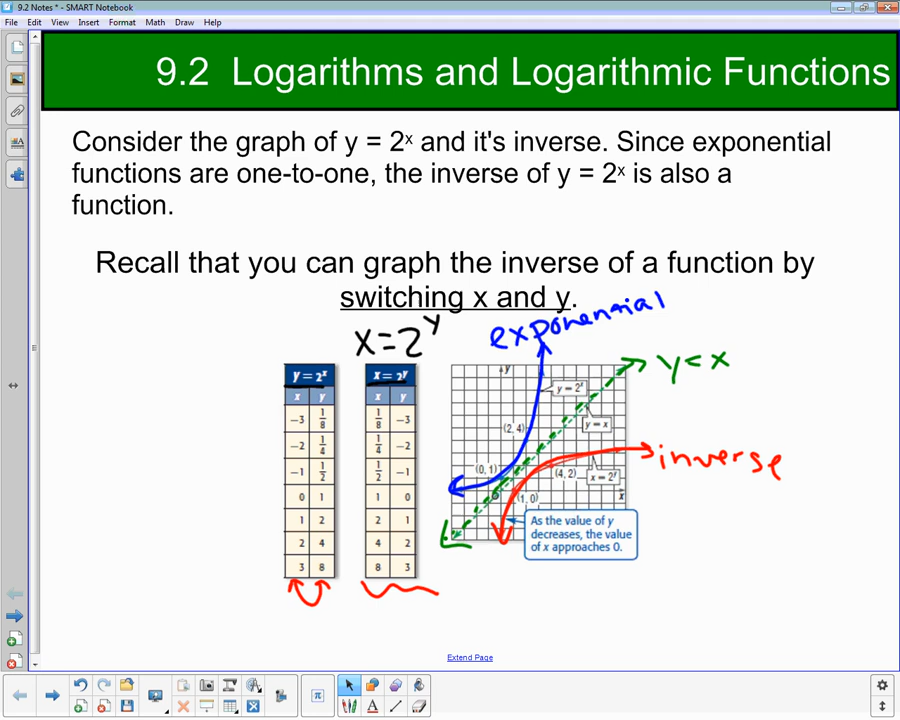 9.2 Notes * - SMART Notebook
File Edit View Insert Format Math Draw Help
9.2 Logarithms and Logarithmic Functions
Consider the graph of y = 2ˣ and it's inverse. Since exponential
functions are one-to-one, the inverse of y = 2ˣ is also a
function.
Recall that you can graph the inverse of a function by
switching x and y.
exponential
x=2ʸ
y = 2ˣ
x y
−3 1/8
−2 1/4
−1 1/2
0 1
1 2
2 4
3 8
x = 2ʸ
x y
1/8 −3
1/4 −2
1/2 −1
1 0
2 1
4 2
8 3
y
y = 2ˣ
y<x
y = x
(2, 4)
inverse
(0, 1)
(4, 2)
x = 2ʸ
(1, 0)
x
As the value of y
decreases, the value
of x approaches 0.
Extend Page